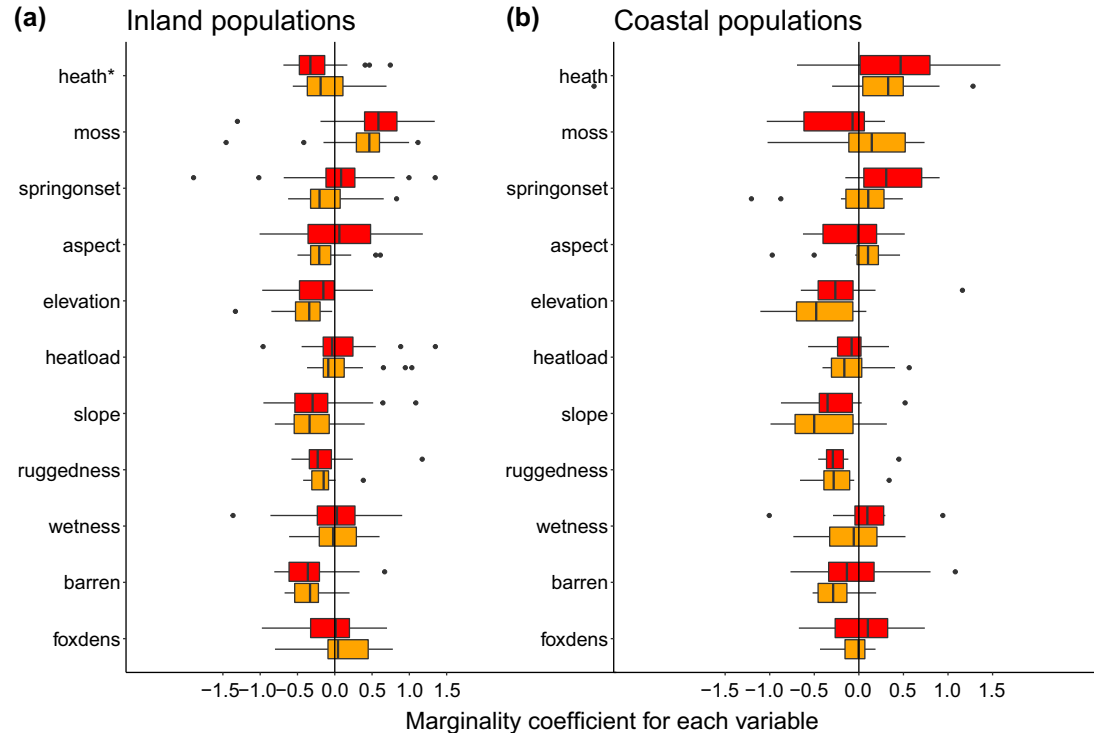 (a) Inland populations
heath*
moss
springonset
aspect
elevation
heatload
slope
ruggedness
wetness
barren
foxdens
−1.5−1.0−0.5 0.0 0.5 1.0 1.5
(b) Coastal populations
heath
moss
springonset
aspect
elevation
heatload
slope
ruggedness
wetness
barren
foxdens
−1.5−1.0−0.5 0.0 0.5 1.0 1.5
Marginality coefficient for each variable